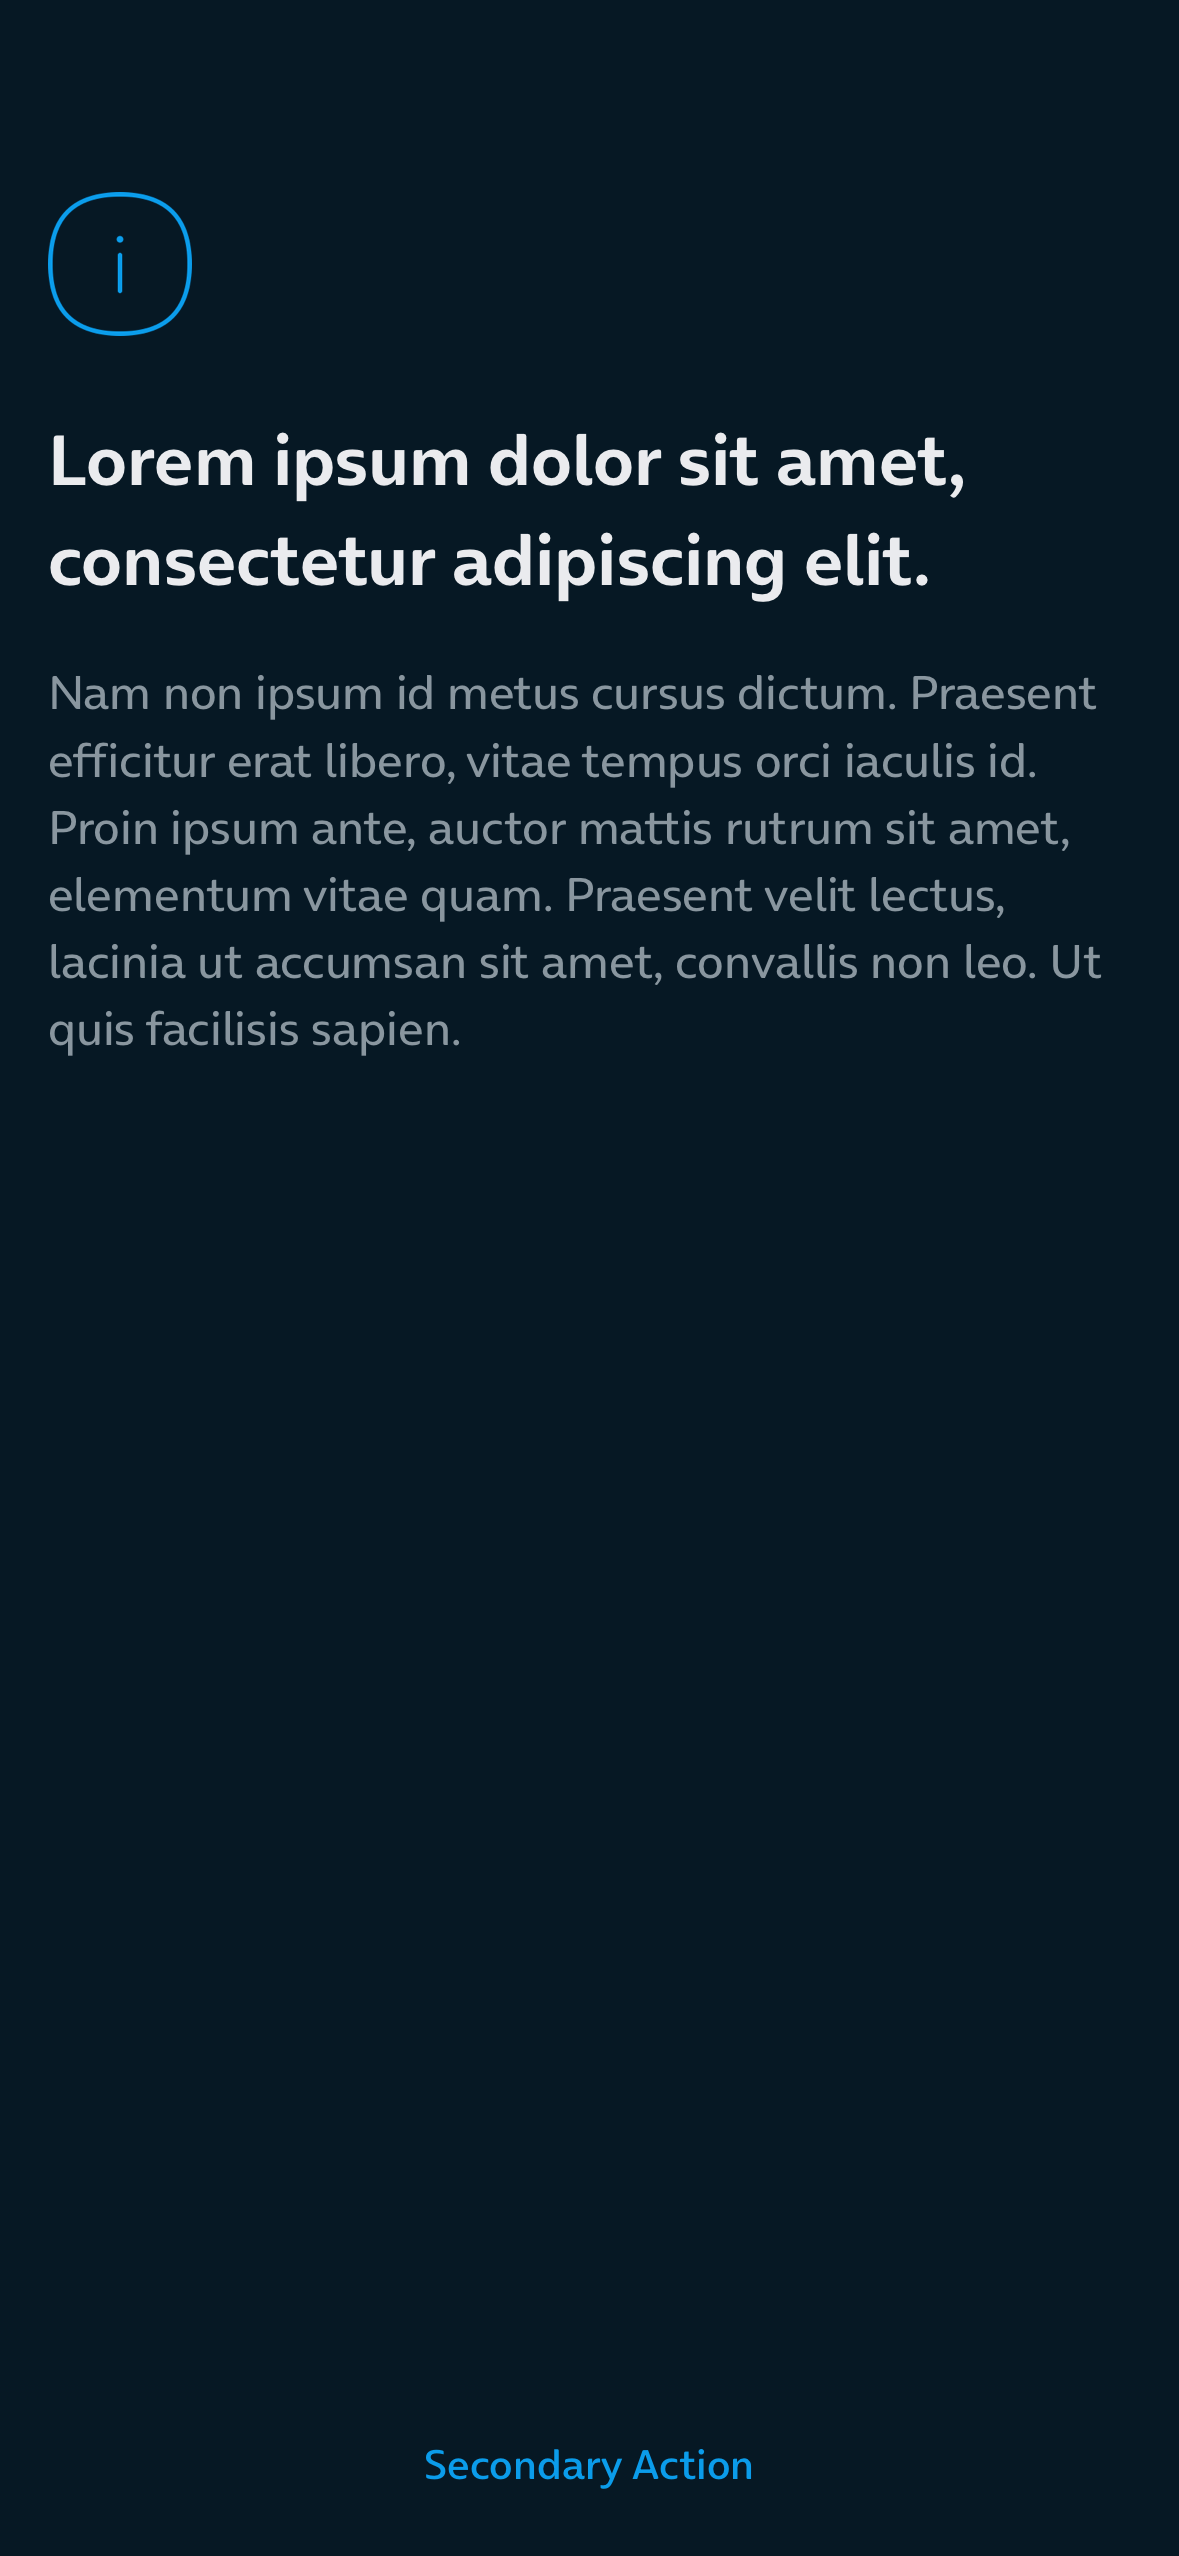 Lorem ipsum dolor sit amet,
consectetur adipiscing elit.
Nam non ipsum id metus cursus dictum. Praesent
efficitur erat libero, vitae tempus orci iaculis id.
Proin ipsum ante, auctor mattis rutrum sit amet,
elementum vitae quam. Praesent velit lectus,
lacinia ut accumsan sit amet, convallis non leo. Ut
quis facilisis sapien.
Secondary Action